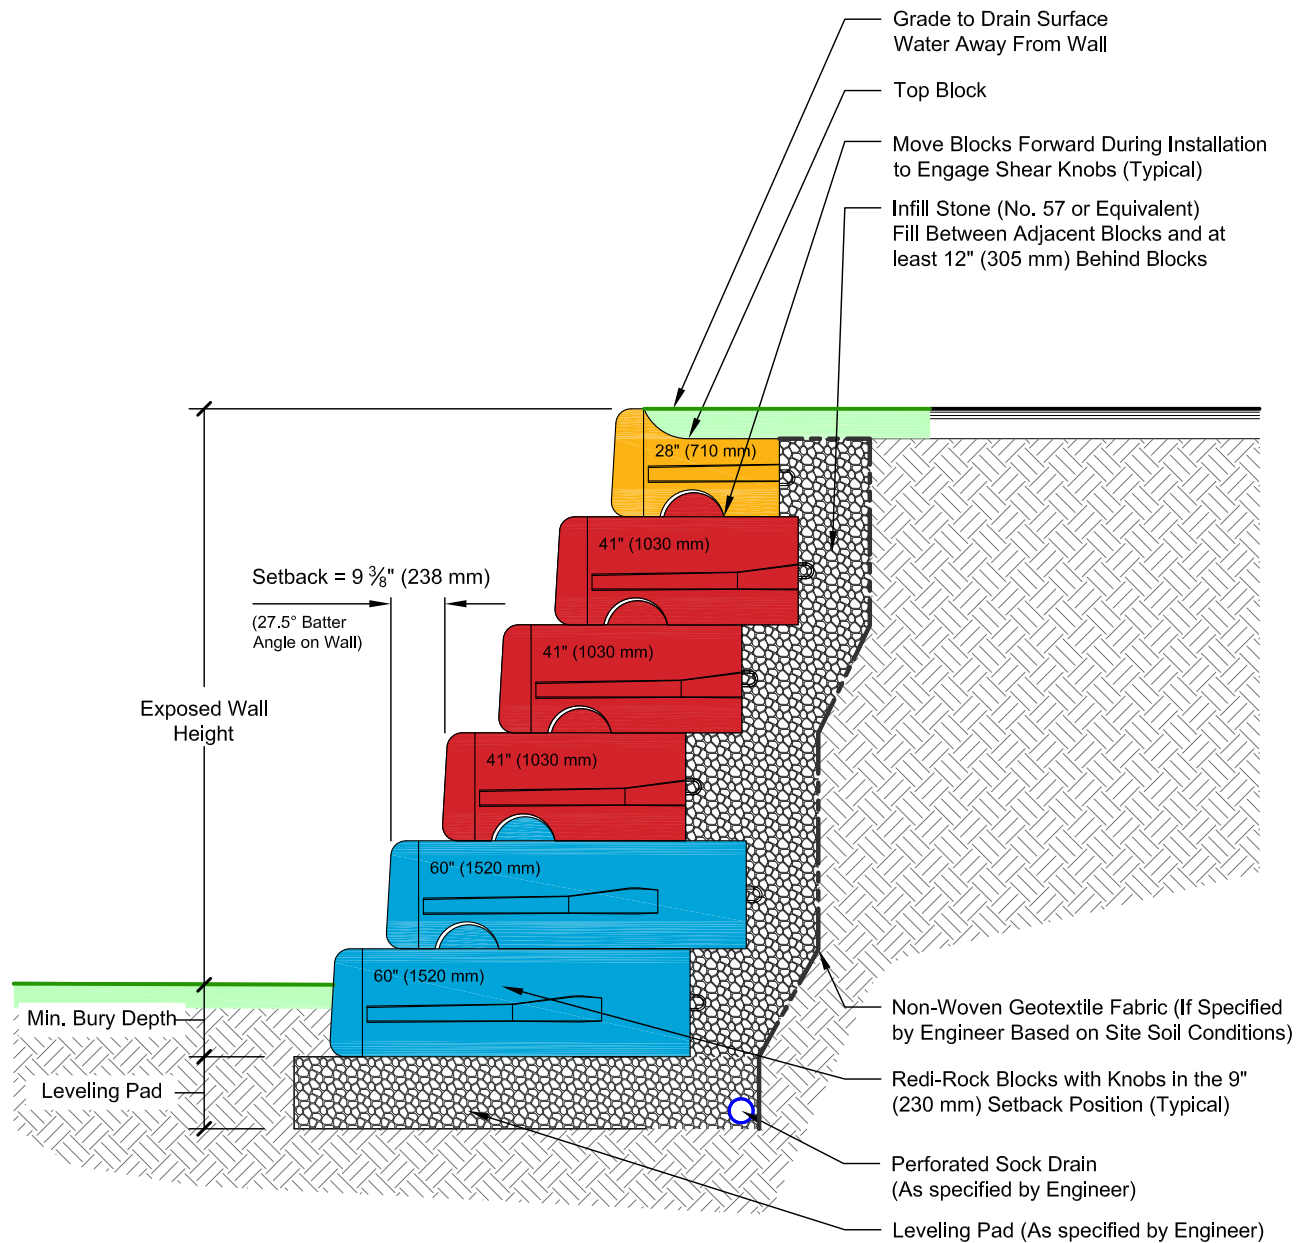 Grade to Drain Surface
Water Away From Wall
Top Block
Move Blocks Forward During Installation
to Engage Shear Knobs (Typical)
Infill Stone (No. 57 or Equivalent)
Fill Between Adjacent Blocks and at
least 12" (305 mm) Behind Blocks
28" (710 mm)
41" (1030 mm)
Setback = 9 3⁄8" (238 mm)
(27.5° Batter
Angle on Wall)
41" (1030 mm)
Exposed Wall
Height
41" (1030 mm)
60" (1520 mm)
60" (1520 mm)
Min. Bury Depth
Non-Woven Geotextile Fabric (If Specified
by Engineer Based on Site Soil Conditions)
Leveling Pad
Redi-Rock Blocks with Knobs in the 9"
(230 mm) Setback Position (Typical)
Perforated Sock Drain
(As specified by Engineer)
Leveling Pad (As specified by Engineer)